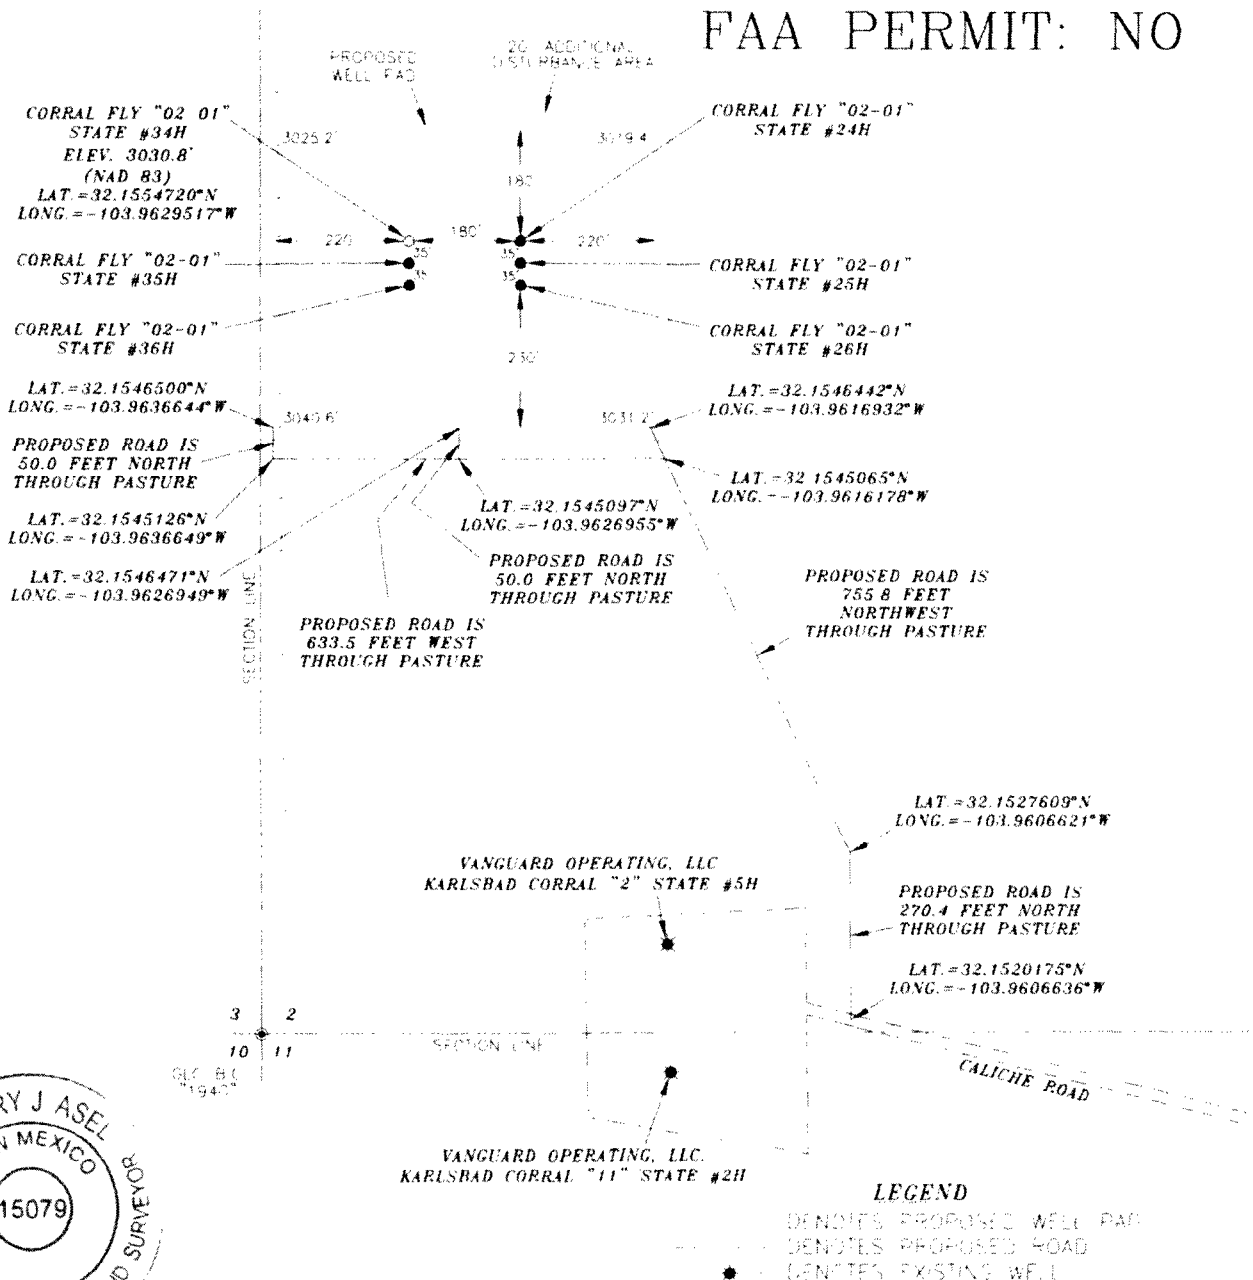 FAA PERMIT: NO
PROPOSED
WELL PAD
20' ADDITIONAL
DISTURBANCE AREA
CORRAL FLY "02 01"
STATE #34H
ELEV. 3030.8'
(NAD 83)
LAT.=32.1554720°N
LONG.=-103.9629517°W
3025.2'
3019.4
CORRAL FLY "02-01"
STATE #24H
180'
220'
180'
220'
35'
35'
35'
35'
CORRAL FLY "02-01"
STATE #35H
CORRAL FLY "02-01"
STATE #25H
CORRAL FLY "02-01"
STATE #36H
CORRAL FLY "02-01"
STATE #26H
230'
LAT.=32.1546500°N
LONG.=-103.9636644°W
3040.6'
3031.2'
LAT.=32.1546442°N
LONG.=-103.9616932°W
PROPOSED ROAD IS
50.0 FEET NORTH
THROUGH PASTURE
LAT.=32.1545065°N
LONG.=-103.9616178°W
LAT.=32.1545126°N
LONG.=-103.9636649°W
LAT.=32.1545097°N
LONG.=-103.9626955°W
LAT.=32.1546471°N
LONG.=-103.9626949°W
PROPOSED ROAD IS
50.0 FEET NORTH
THROUGH PASTURE
PROPOSED ROAD IS
755.8 FEET
NORTHWEST
THROUGH PASTURE
SECTION LINE
PROPOSED ROAD IS
633.5 FEET WEST
THROUGH PASTURE
LAT.=32.1527609°N
LONG.=-103.9606621°W
VANGUARD OPERATING, LLC
KARLSBAD CORRAL "2" STATE #5H
PROPOSED ROAD IS
270.4 FEET NORTH
THROUGH PASTURE
LAT.=32.1520175°N
LONG.=-103.9606636°W
3 2
10 11
SECTION LINE
GLO B.C.
"1940"
CALICHE ROAD
VANGUARD OPERATING, LLC.
KARLSBAD CORRAL "11" STATE #2H
RY J ASEL
MEXICO
15079
SURVEYOR
LEGEND
DENOTES PROPOSED WELL PAD
DENOTES PROPOSED ROAD
DENOTES EXISTING WELL